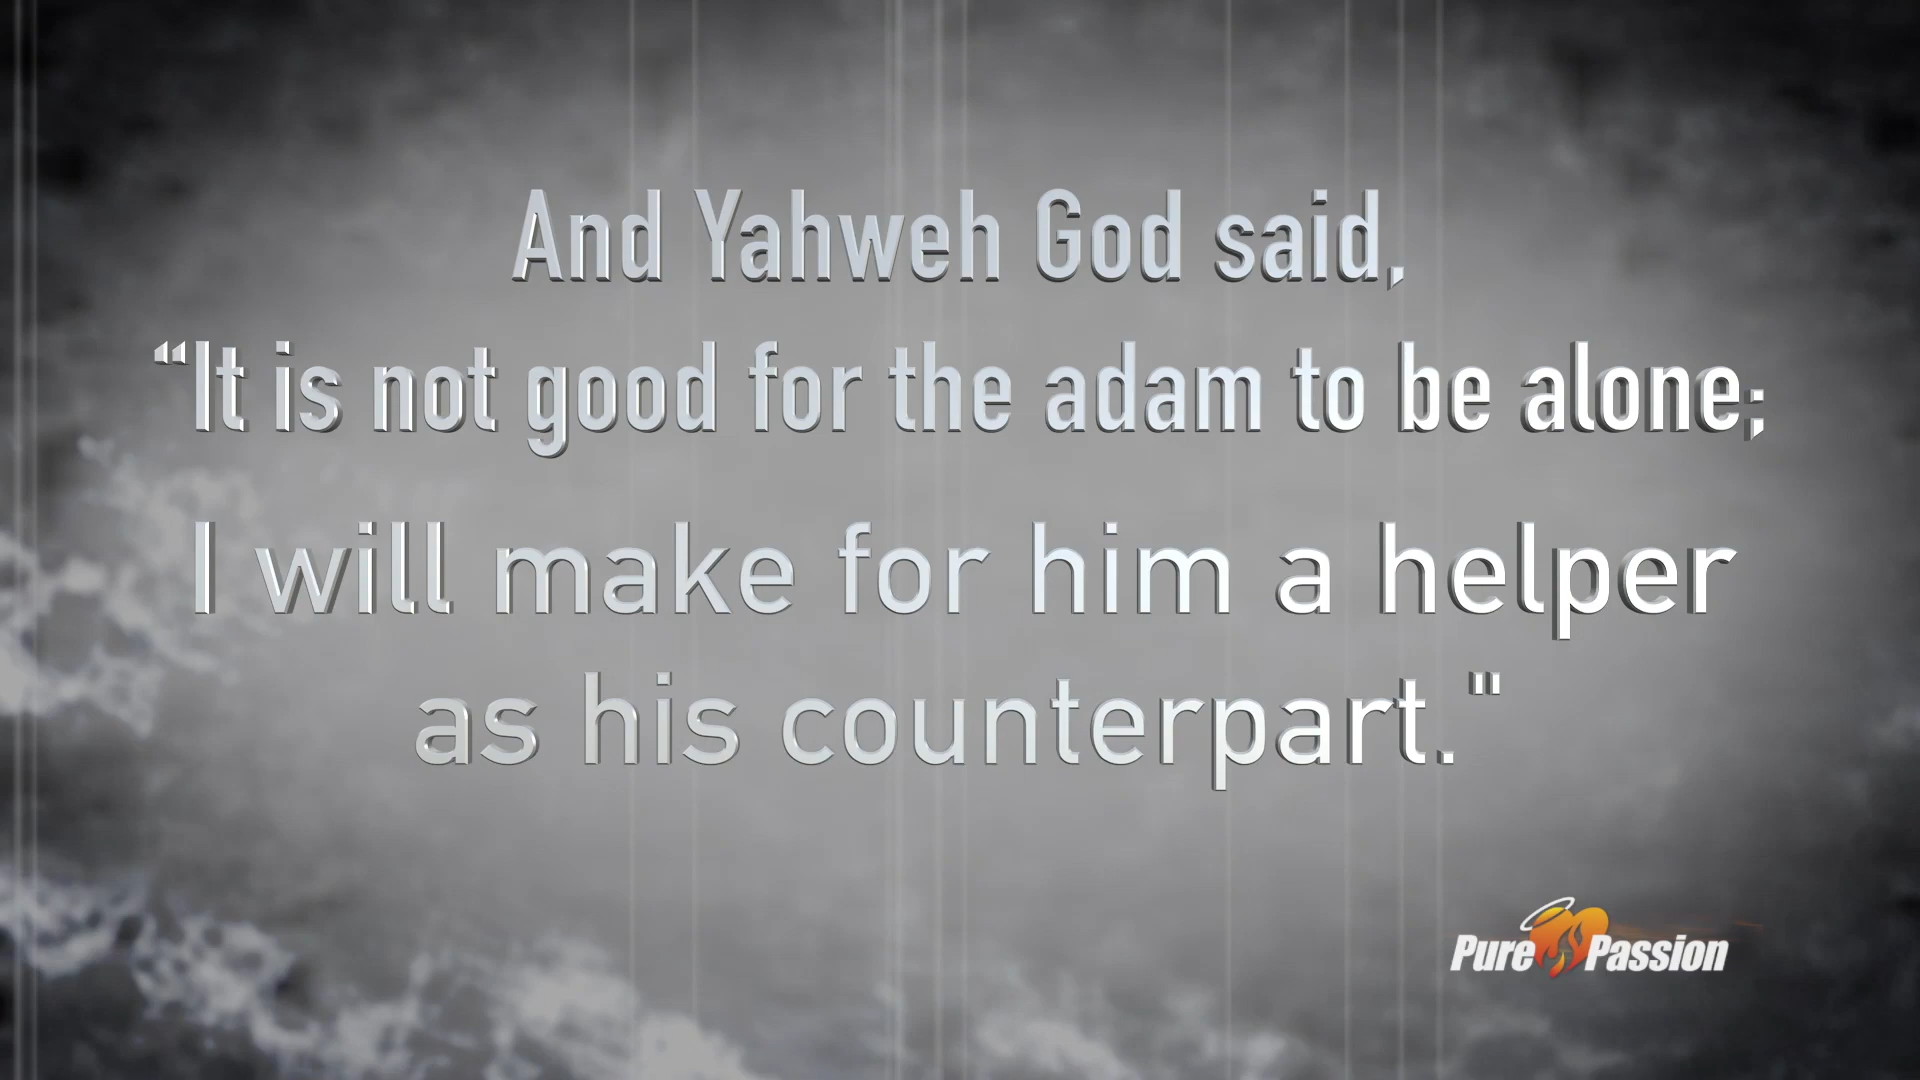 And Yahweh God said,
“It is not good for the adam to be alone;
I will make for him a helper
as his counterpart."
Pure Passion